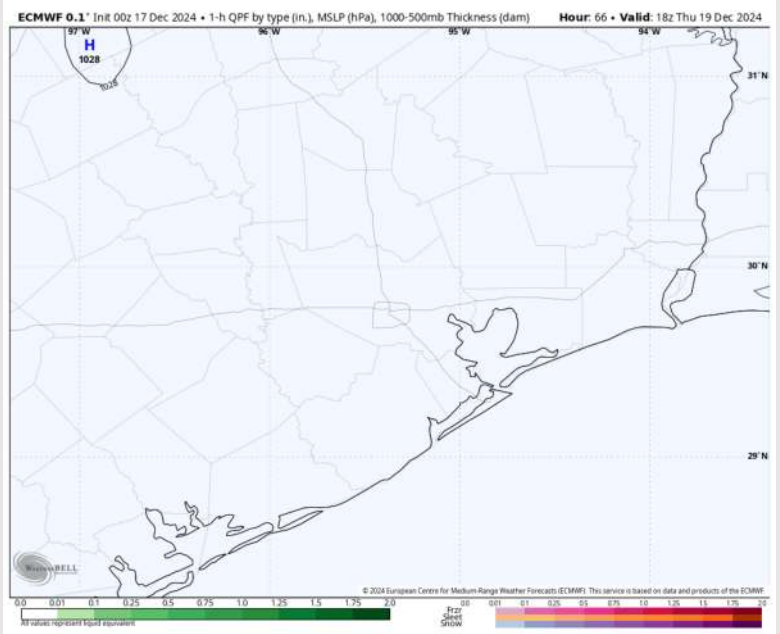 ECMWF 0.1° Init 00z 17 Dec 2024 • 1-h QPF by type (in.), MSLP (hPa), 1000-500mb Thickness (dam) Hour: 66 • Valid: 18z Thu 19 Dec 2024
97°W 96°W 95°W 94°W
H
1028
1028
31°N
30°N
29°N
WeatherBELL
© 2024 European Centre for Medium-Range Weather Forecasts (ECMWF). This service is based on data and products of the ECMWF.
0.0 0.01 0.1 0.25 0.5 0.75 1.0 1.25 1.5 1.75 2.0
0.0 0.01 0.1 0.25 0.5 0.75 1.0 1.25 1.5 1.75 2.0
Frzr
Sleet
Snow
All values represent liquid equivalent